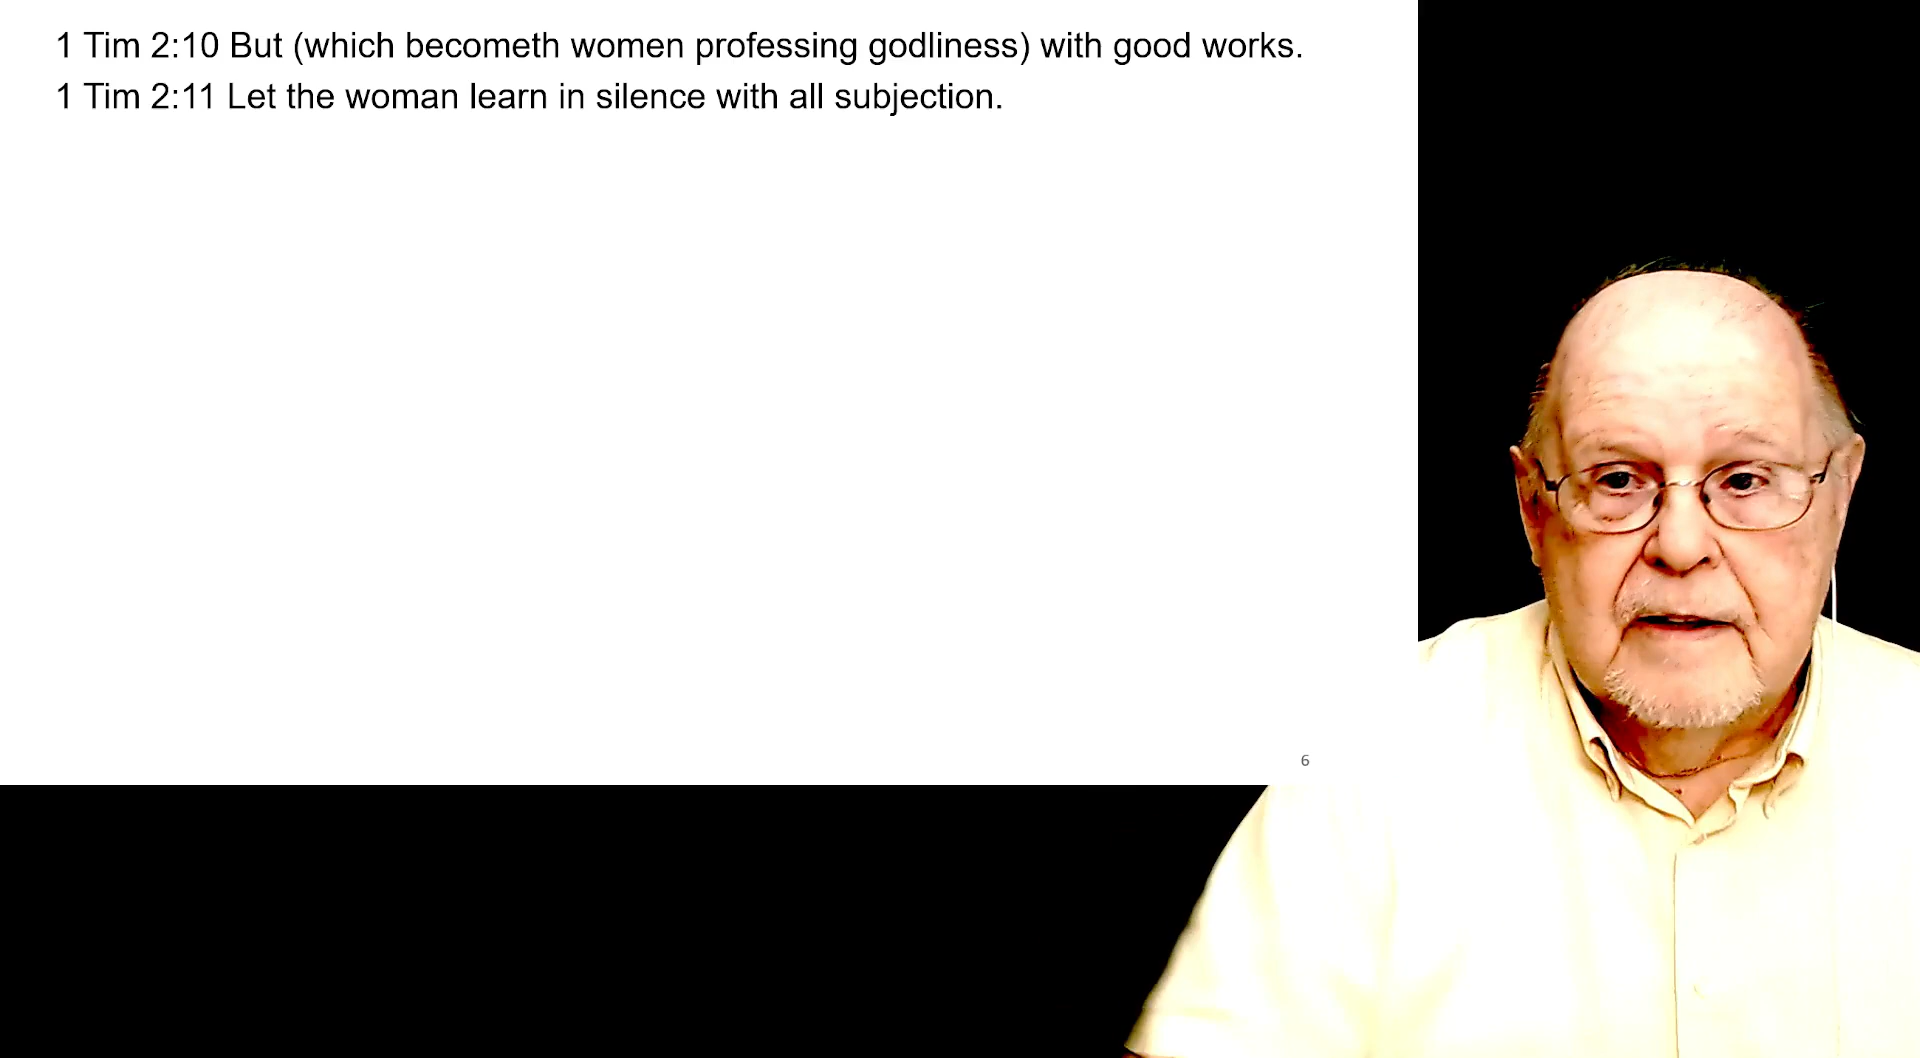 1 Tim 2:10 But (which becometh women professing godliness) with good works.
1 Tim 2:11 Let the woman learn in silence with all subjection.
6